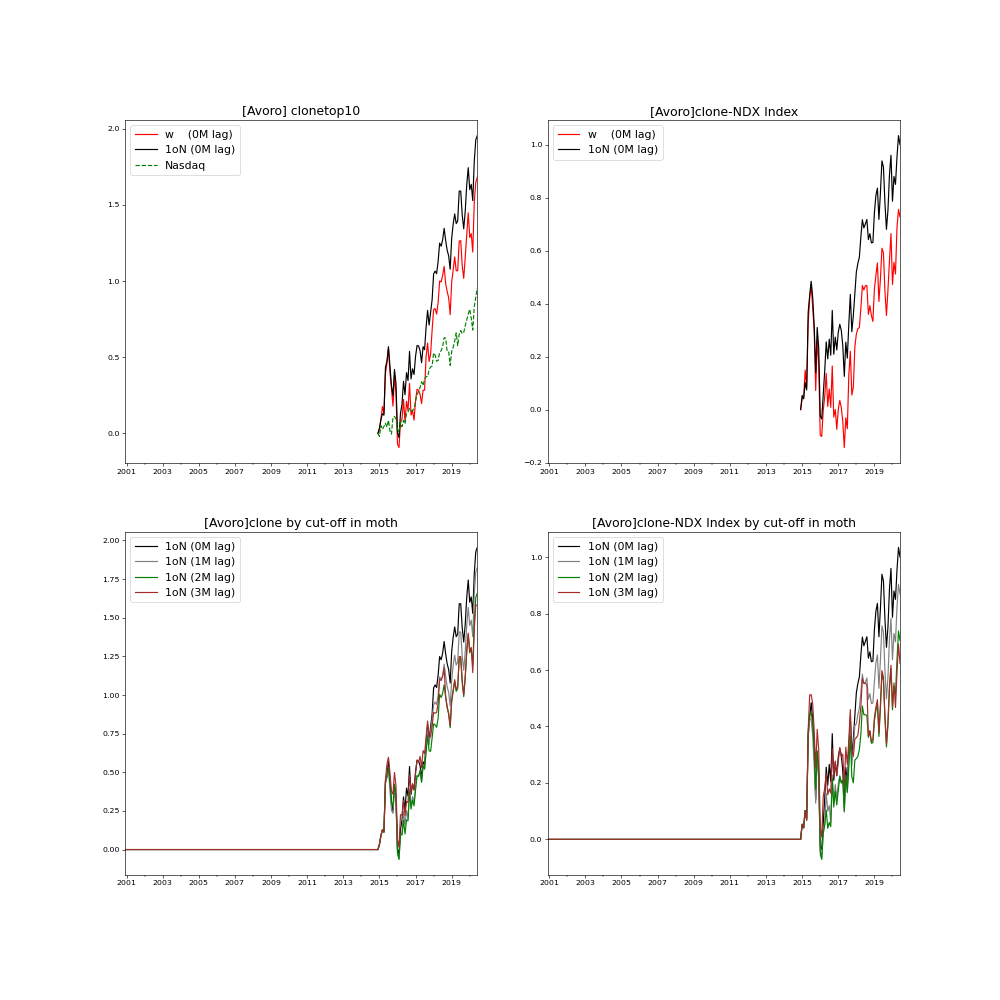 [Avoro] clonetop10
w (0M lag)
1oN (0M lag)
Nasdaq
2.0
1.5
1.0
0.5
0.0
2001 2003 2005 2007 2009 2011 2013 2015 2017 2019
[Avoro]clone-NDX Index
w (0M lag)
1oN (0M lag)
1.0
0.8
0.6
0.4
0.2
0.0
−0.2
2001 2003 2005 2007 2009 2011 2013 2015 2017 2019
[Avoro]clone by cut-off in moth
1oN (0M lag)
1oN (1M lag)
1oN (2M lag)
1oN (3M lag)
2.00
1.75
1.50
1.25
1.00
0.75
0.50
0.25
0.00
2001 2003 2005 2007 2009 2011 2013 2015 2017 2019
[Avoro]clone-NDX Index by cut-off in moth
1oN (0M lag)
1oN (1M lag)
1oN (2M lag)
1oN (3M lag)
1.0
0.8
0.6
0.4
0.2
0.0
2001 2003 2005 2007 2009 2011 2013 2015 2017 2019